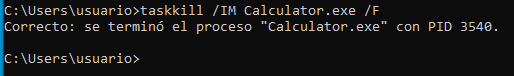 C:\Users\usuario>taskkill /IM Calculator.exe /F
Correcto: se terminó el proceso "Calculator.exe" con PID 3540.
C:\Users\usuario>